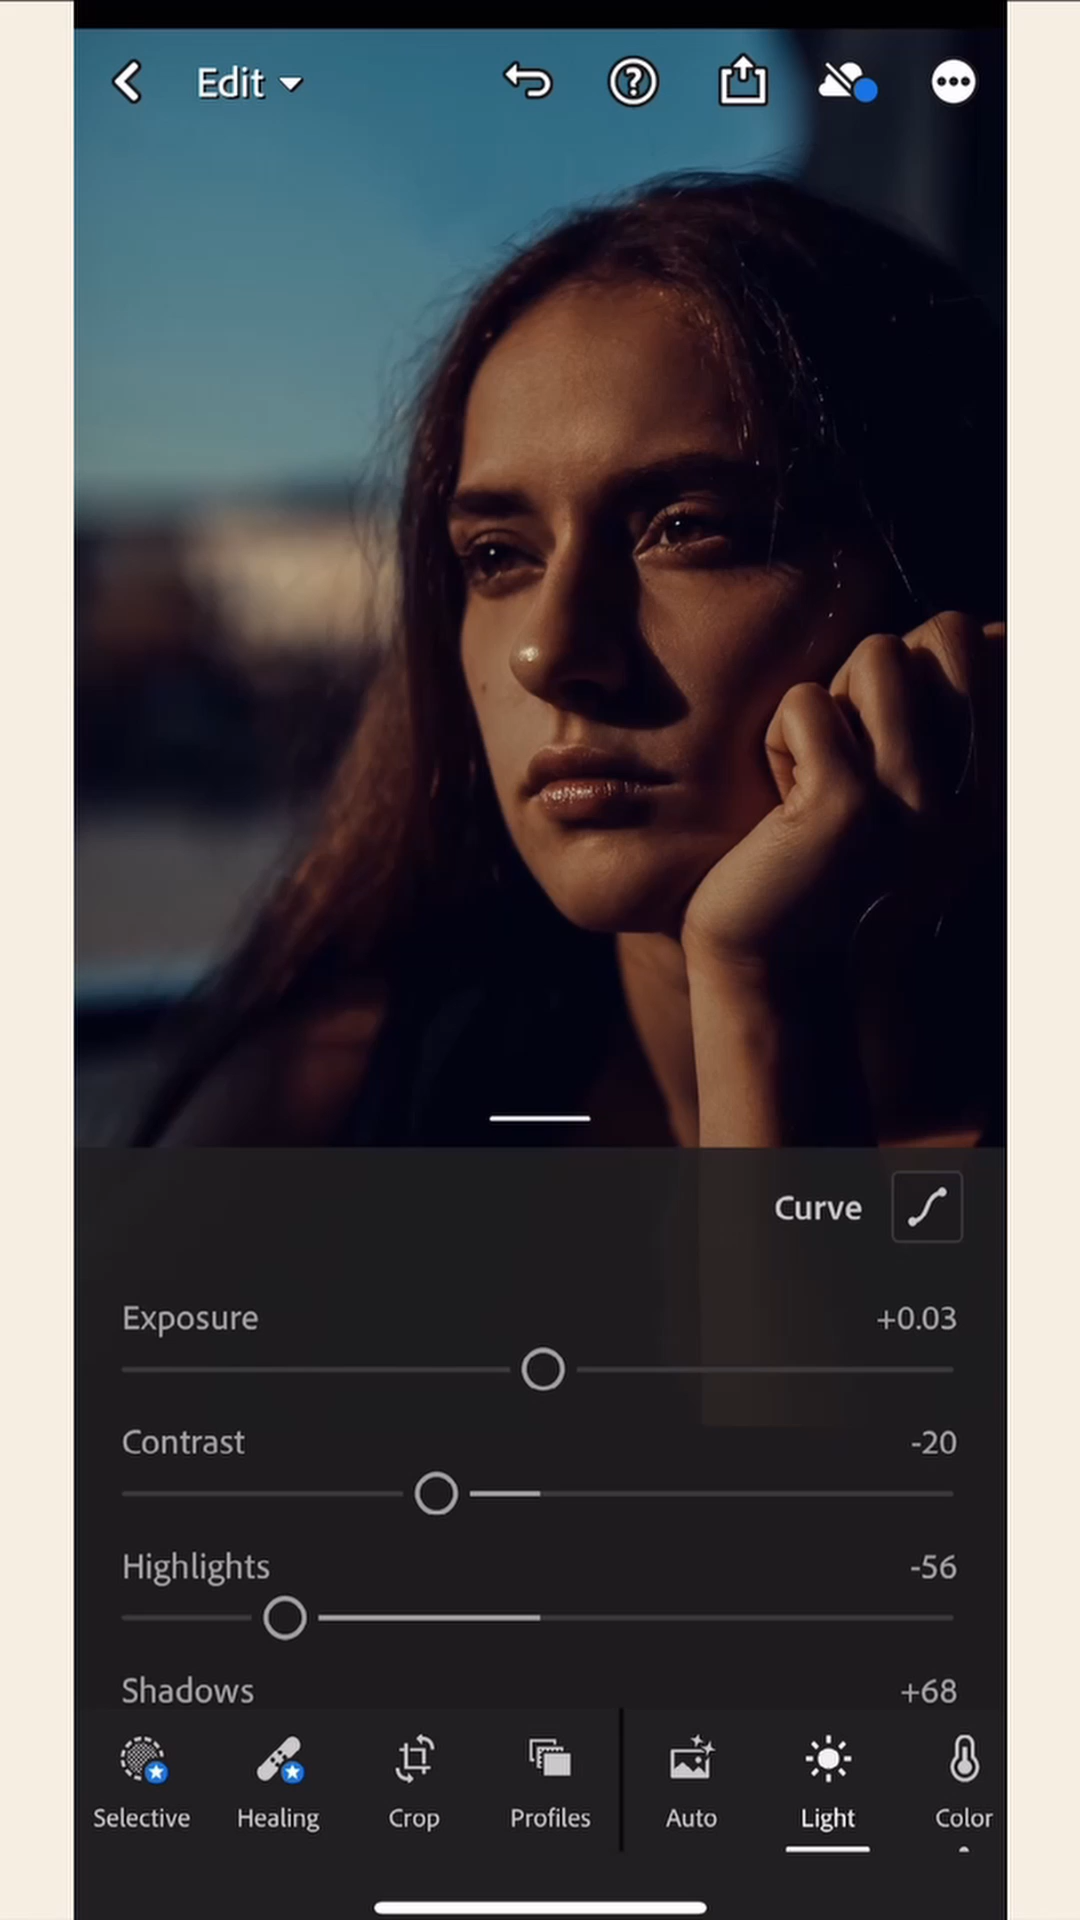 Edit
Curve
Exposure +0.03
Contrast -20
Highlights -56
Shadows +68
Selective Healing Crop Profiles Auto Light Color